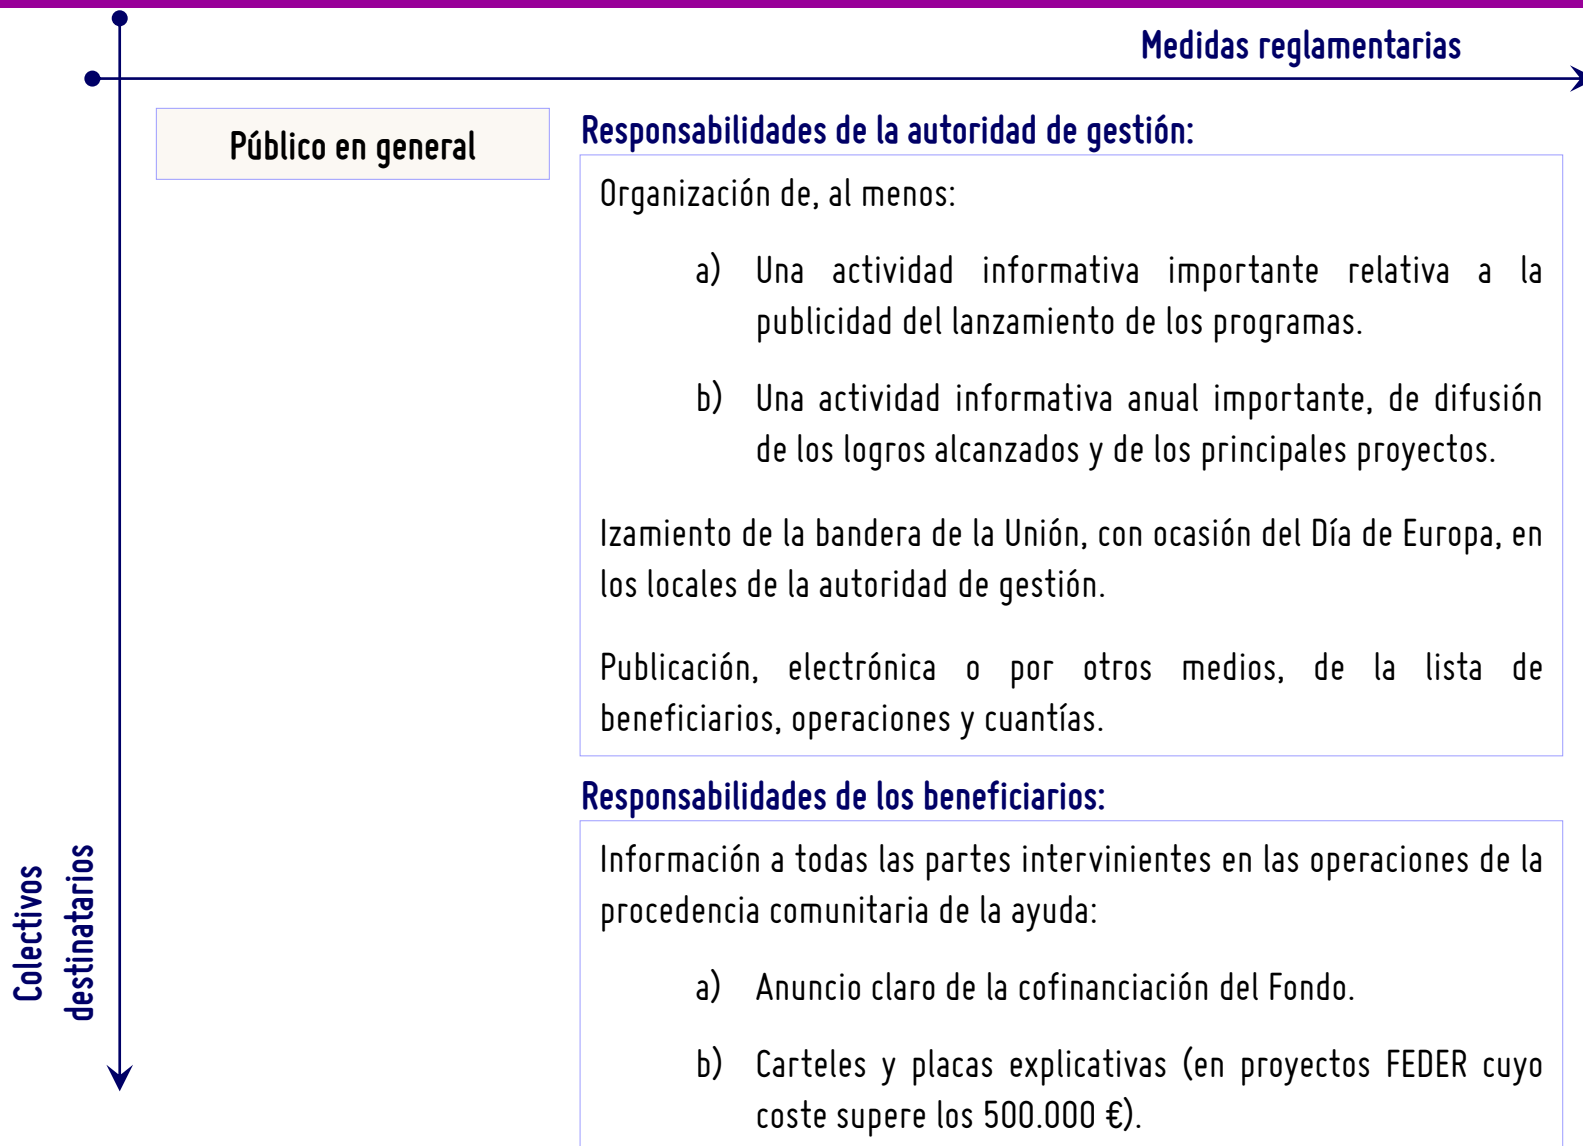 Medidas reglamentarias
Público en general
Responsabilidades de la autoridad de gestión:
Organización de, al menos:
a) Una actividad informativa importante relativa a la
publicidad del lanzamiento de los programas.
b) Una actividad informativa anual importante, de difusión
de los logros alcanzados y de los principales proyectos.
Izamiento de la bandera de la Unión, con ocasión del Día de Europa, en
los locales de la autoridad de gestión.
Publicación, electrónica o por otros medios, de la lista de
beneficiarios, operaciones y cuantías.
Responsabilidades de los beneficiarios:
Información a todas las partes intervinientes en las operaciones de la
procedencia comunitaria de la ayuda:
a) Anuncio claro de la cofinanciación del Fondo.
b) Carteles y placas explicativas (en proyectos FEDER cuyo
coste supere los 500.000 €).
Colectivos
destinatarios